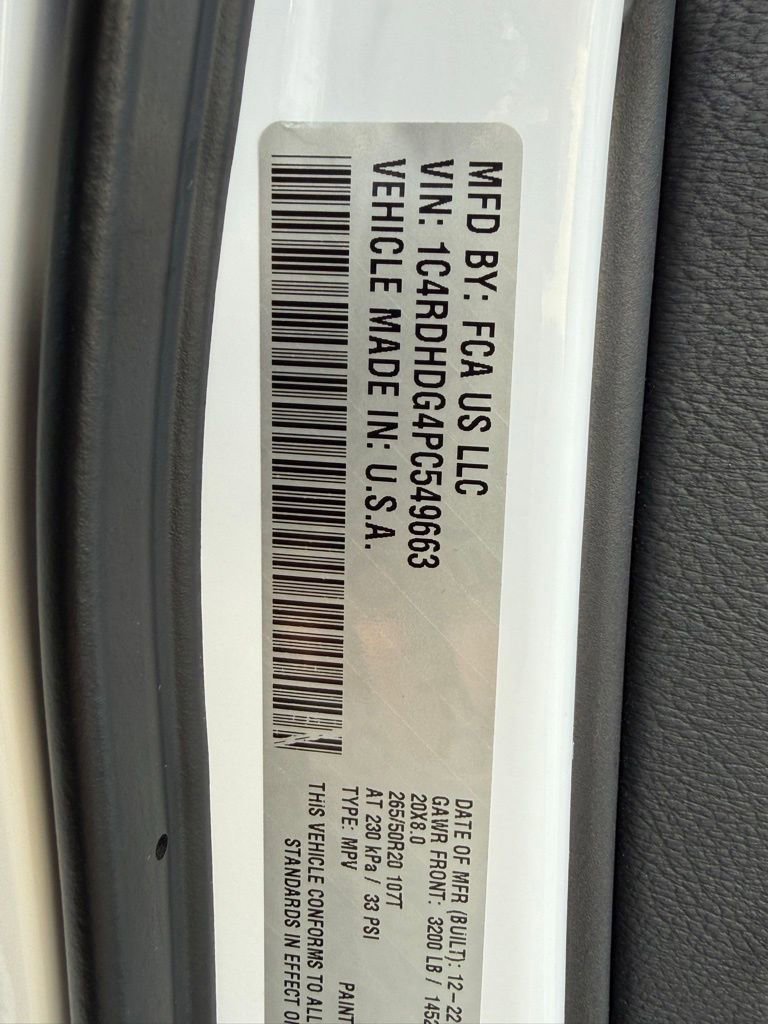 MFD BY: FCA US LLC
VIN: 1C4RDHDG4PC549663
VEHICLE MADE IN: U.S.A.
DATE OF MFR (BUILT): 12-22
GAWR FRONT: 3200 LB / 1452
20X8.0
265/50R20 107T
AT 230 kPa / 33 PSI
TYPE: MPV PAINT
THIS VEHICLE CONFORMS TO ALL
STANDARDS IN EFFECT